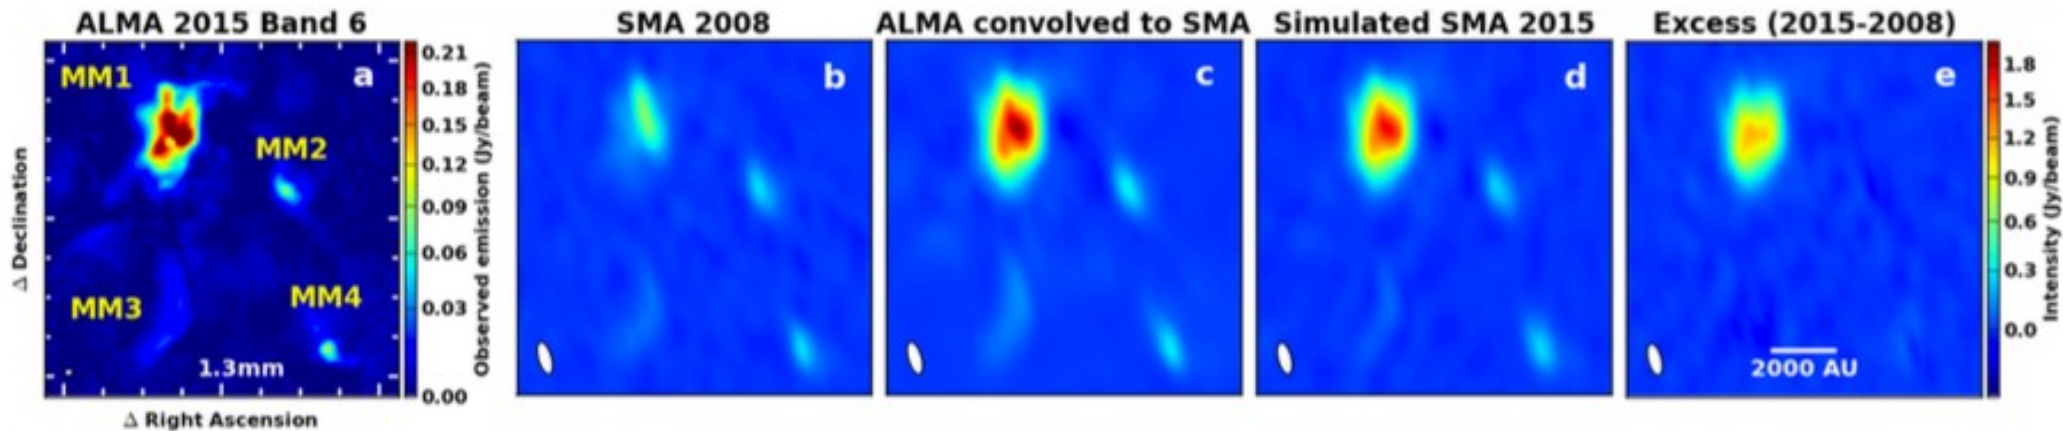 ALMA 2015 Band 6
SMA 2008
ALMA convolved to SMA
Simulated SMA 2015
Excess (2015-2008)
MM1
a
MM2
MM3
MM4
1.3mm
Δ Declination
Δ Right Ascension
0.21
0.18
0.15
0.12
0.09
0.06
0.03
0.00
Observed emission (Jy/beam)
b
c
d
e
2000 AU
1.8
1.5
1.2
0.9
0.6
0.3
0.0
Intensity (Jy/beam)